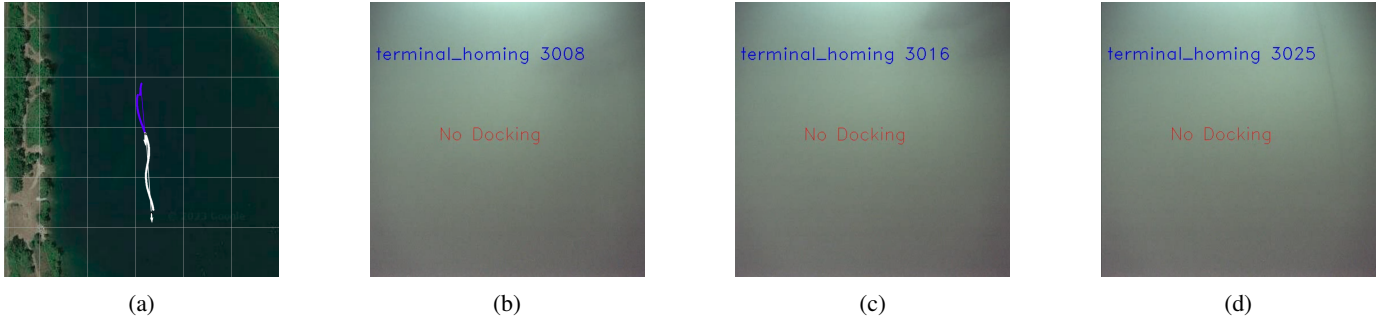 terminal_homing 3008
No Docking
terminal_homing 3016
No Docking
terminal_homing 3025
No Docking
(a)
(b)
(c)
(d)